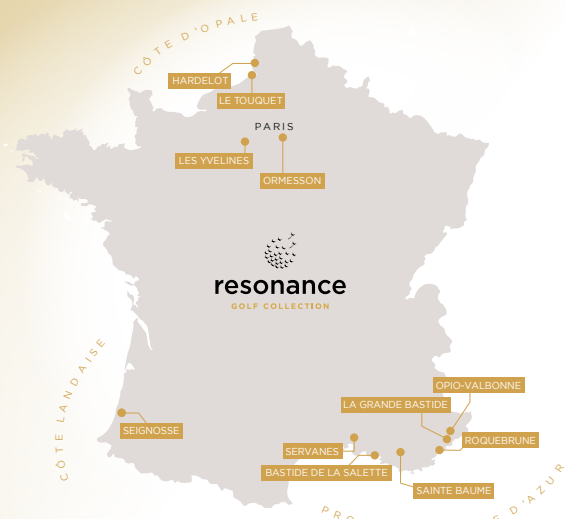 CÔTE D'OPALE
HARDELOT
LE TOUQUET
PARIS
LES YVELINES
ORMESSON
resonance
GOLF COLLECTION
CÔTE LANDAISE
SEIGNOSSE
OPIO-VALBONNE
LA GRANDE BASTIDE
ROQUEBRUNE
SERVANES
BASTIDE DE LA SALETTE
SAINTE BAUME
D'AZUR